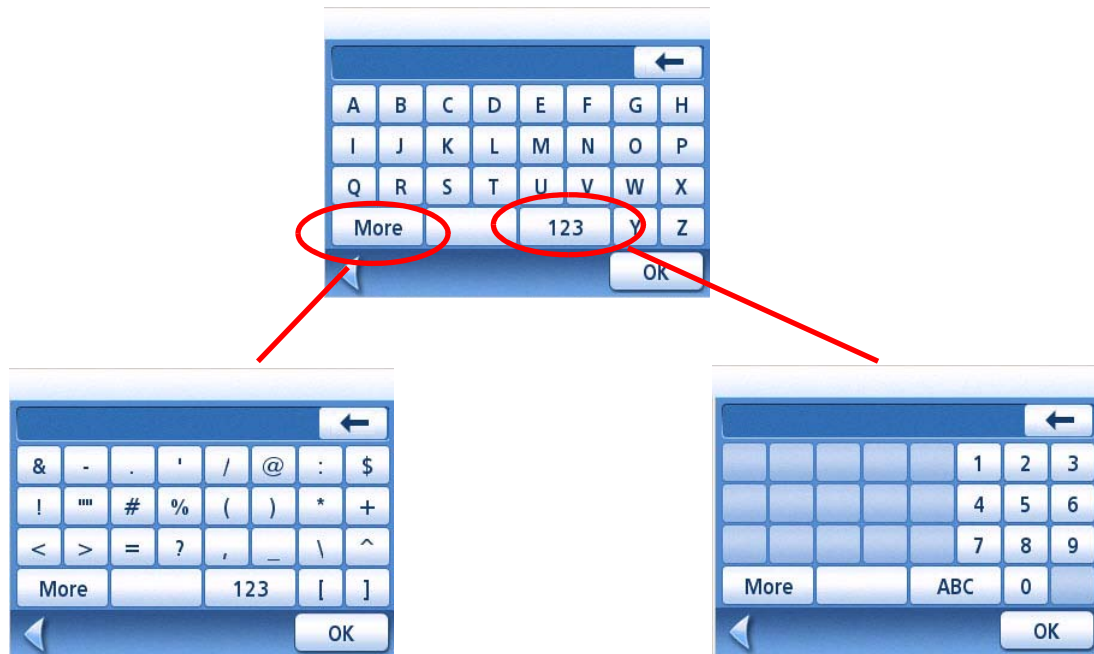 A B C D E F G H
I J K L M N O P
Q R S T U V W X
More 123 Y Z
OK
& - . ' / @ : $
! "" # % ( ) * +
< > = ? , _ \ ^
More 123 [ ]
OK
1 2 3
4 5 6
7 8 9
More ABC 0
OK